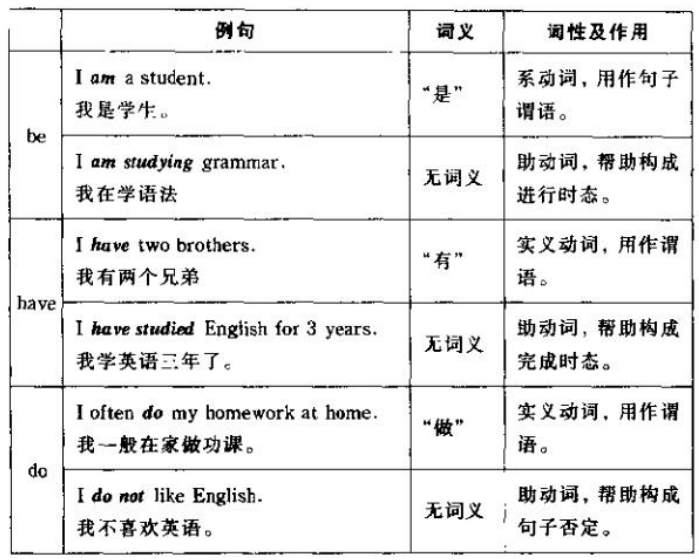 例句 词义 词性及作用
be
I am a student.
我是学生。
"是"
系动词，用作句子
谓语。
I am studying grammar.
我在学语法
无词义
助动词，帮助构成
进行时态。
have
I have two brothers.
我有两个兄弟
"有"
实义动词，用作谓
语。
I have studied English for 3 years.
我学英语三年了。
无词义
助动词，帮助构成
完成时态。
do
I often do my homework at home.
我一般在家做功课。
"做"
实义动词，用作谓
语。
I do not like English.
我不喜欢英语。
无词义
助动词，帮助构成
句子否定。